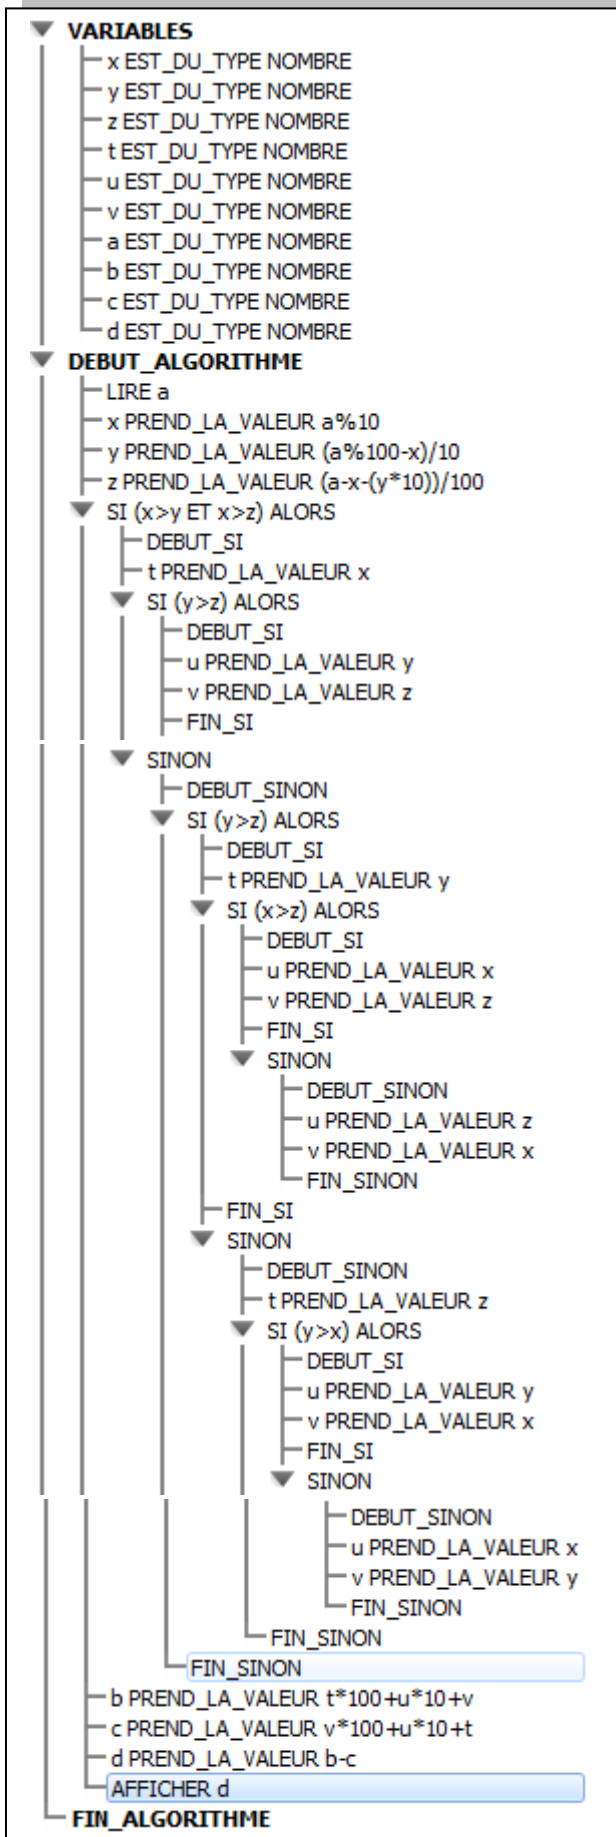 VARIABLES
x EST_DU_TYPE NOMBRE
y EST_DU_TYPE NOMBRE
z EST_DU_TYPE NOMBRE
t EST_DU_TYPE NOMBRE
u EST_DU_TYPE NOMBRE
v EST_DU_TYPE NOMBRE
a EST_DU_TYPE NOMBRE
b EST_DU_TYPE NOMBRE
c EST_DU_TYPE NOMBRE
d EST_DU_TYPE NOMBRE
DEBUT_ALGORITHME
LIRE a
x PREND_LA_VALEUR a%10
y PREND_LA_VALEUR (a%100-x)/10
z PREND_LA_VALEUR (a-x-(y*10))/100
SI (x>y ET x>z) ALORS
DEBUT_SI
t PREND_LA_VALEUR x
SI (y>z) ALORS
DEBUT_SI
u PREND_LA_VALEUR y
v PREND_LA_VALEUR z
FIN_SI
SINON
DEBUT_SINON
SI (y>z) ALORS
DEBUT_SI
t PREND_LA_VALEUR y
SI (x>z) ALORS
DEBUT_SI
u PREND_LA_VALEUR x
v PREND_LA_VALEUR z
FIN_SI
SINON
DEBUT_SINON
u PREND_LA_VALEUR z
v PREND_LA_VALEUR x
FIN_SINON
FIN_SI
SINON
DEBUT_SINON
t PREND_LA_VALEUR z
SI (y>x) ALORS
DEBUT_SI
u PREND_LA_VALEUR y
v PREND_LA_VALEUR x
FIN_SI
SINON
DEBUT_SINON
u PREND_LA_VALEUR x
v PREND_LA_VALEUR y
FIN_SINON
FIN_SINON
FIN_SINON
b PREND_LA_VALEUR t*100+u*10+v
c PREND_LA_VALEUR v*100+u*10+t
d PREND_LA_VALEUR b-c
AFFICHER d
FIN_ALGORITHME